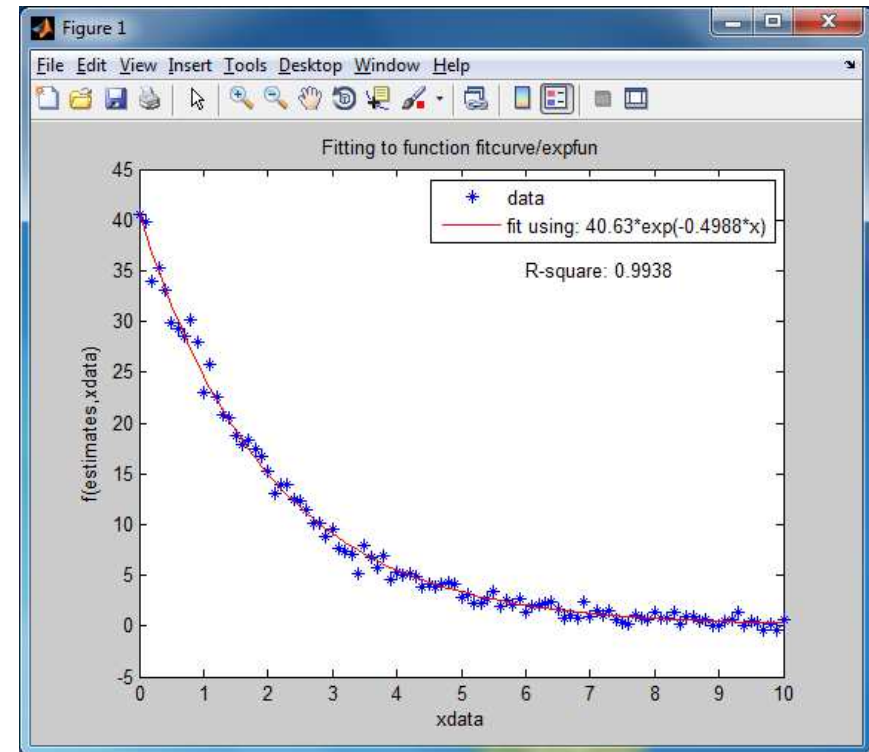 Figure 1
File Edit View Insert Tools Desktop Window Help
Fitting to function fitcurve/expfun
45
40
35
30
25
20
15
10
5
0
-5
f(estimates,xdata)
data
fit using: 40.63*exp(-0.4988*x)
R-square: 0.9938
0 1 2 3 4 5 6 7 8 9 10
xdata